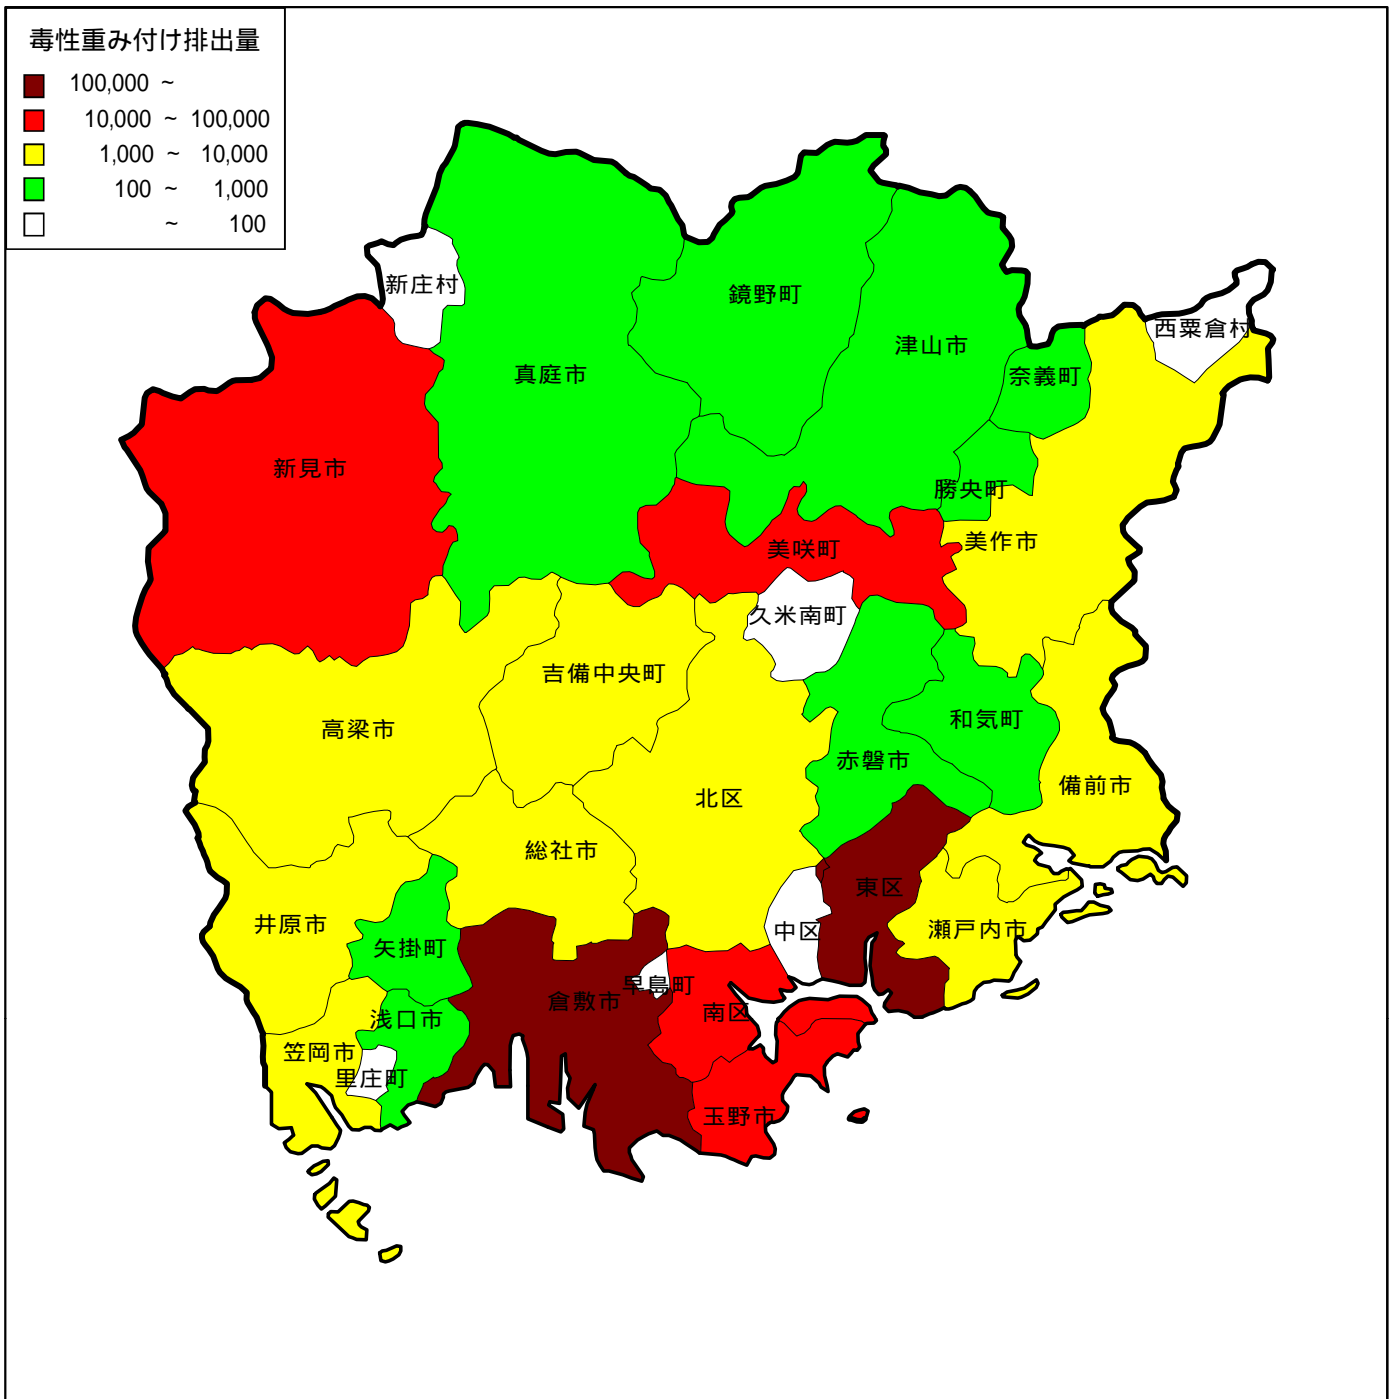 毒性重み付け排出量
100,000 ~
10,000 ~ 100,000
1,000 ~ 10,000
100 ~ 1,000
~ 100
新庄村
鏡野町
西粟倉村
津山市
真庭市
奈義町
新見市
勝央町
美作市
美咲町
久米南町
吉備中央町
高梁市
和気町
赤磐市
備前市
北区
総社市
東区
井原市
中区
瀬戸内市
矢掛町
早島町
倉敷市
南区
浅口市
笠岡市
里庄町
玉野市